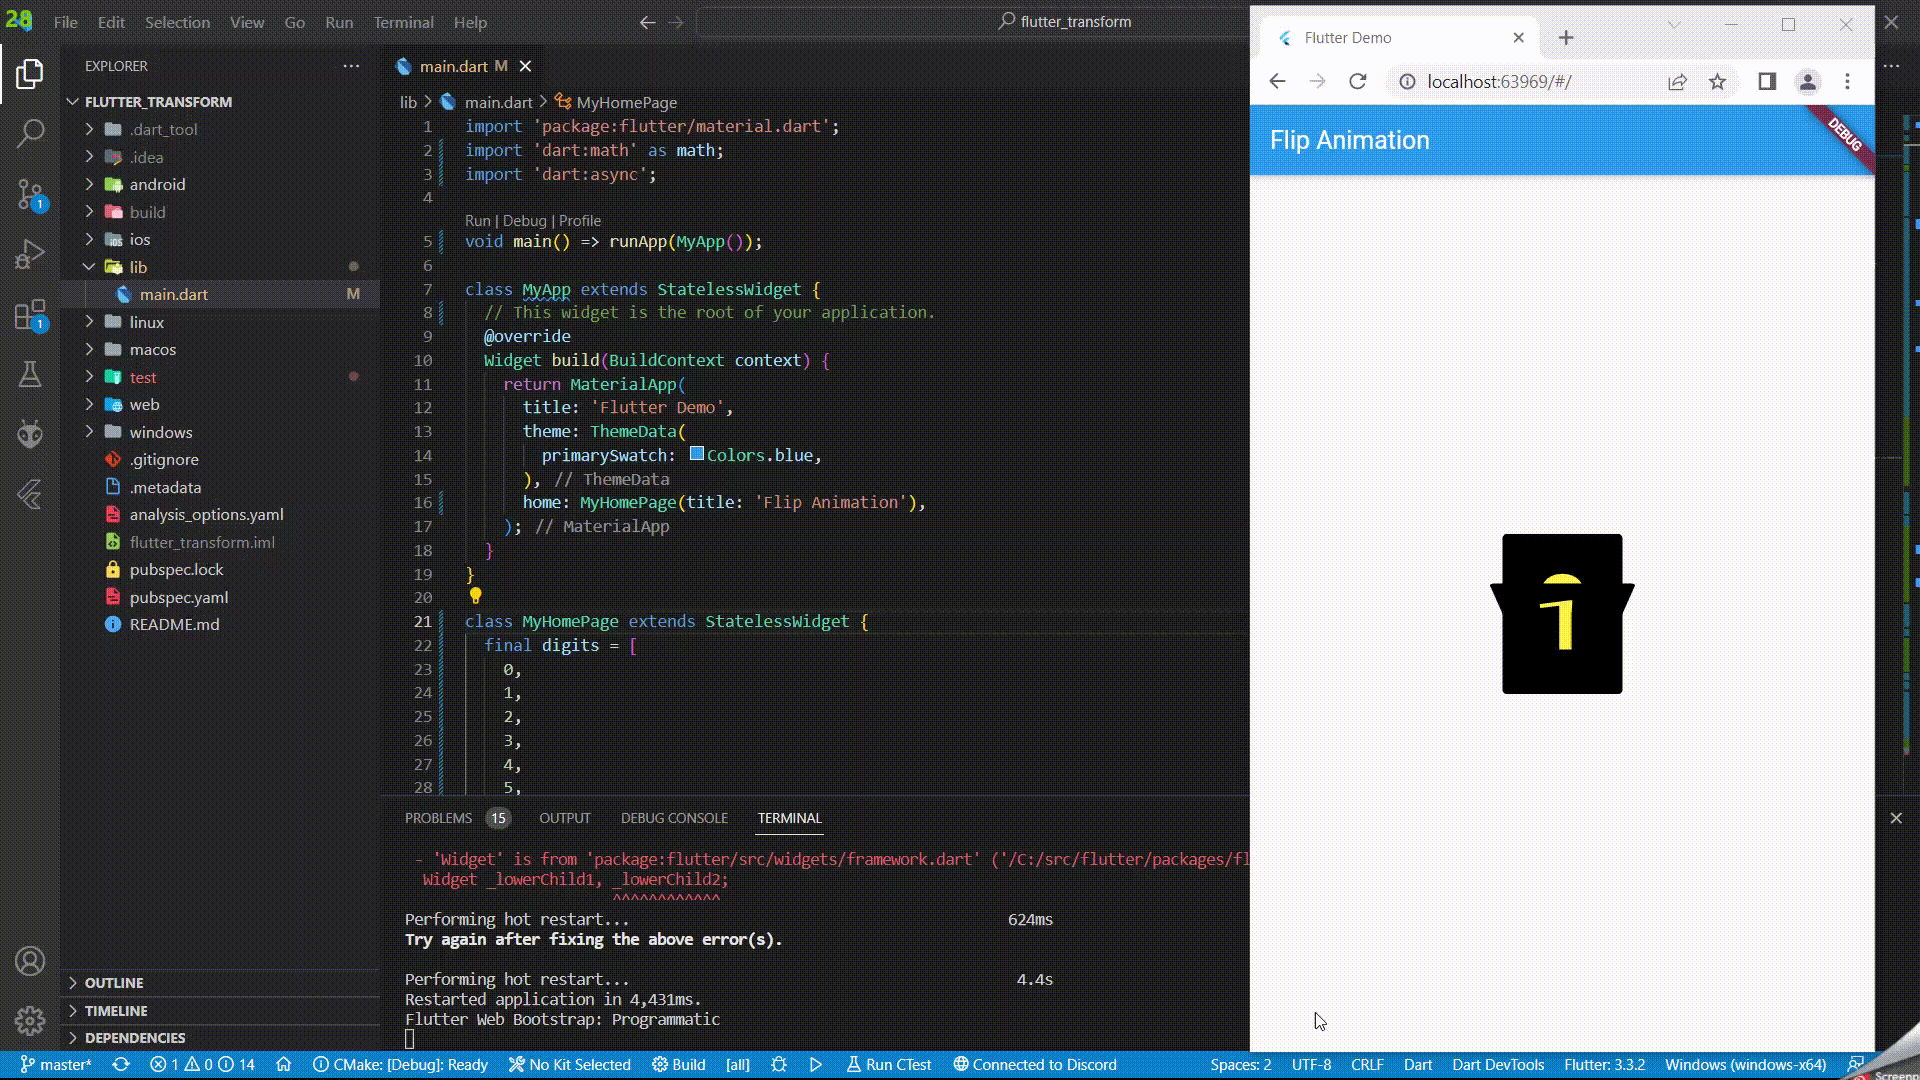 28
File Edit Selection View Go Run Terminal Help
flutter_transform
EXPLORER
FLUTTER_TRANSFORM
.dart_tool
.idea
android
build
ios
lib
main.dart M
linux
macos
test
web
windows
.gitignore
.metadata
analysis_options.yaml
flutter_transform.iml
pubspec.lock
pubspec.yaml
README.md
OUTLINE
TIMELINE
DEPENDENCIES
1
1
main.dart M
lib > main.dart > MyHomePage
1 import 'package:flutter/material.dart';
2 import 'dart:math' as math;
3 import 'dart:async';
4
Run | Debug | Profile
5 void main() => runApp(MyApp());
6
7 class MyApp extends StatelessWidget {
8 // This widget is the root of your application.
9 @override
10 Widget build(BuildContext context) {
11 return MaterialApp(
12 title: 'Flutter Demo',
13 theme: ThemeData(
14 primarySwatch: Colors.blue,
15 ), // ThemeData
16 home: MyHomePage(title: 'Flip Animation'),
17 ); // MaterialApp
18 }
19 }
20
21 class MyHomePage extends StatelessWidget {
22 final digits = [
23 0,
24 1,
25 2,
26 3,
27 4,
28 5,
PROBLEMS 15 OUTPUT DEBUG CONSOLE TERMINAL
- 'Widget' is from 'package:flutter/src/widgets/framework.dart' ('/C:/src/flutter/packages/fl
Widget _lowerChild1, _lowerChild2;
^^^^^^^^^^^^
Performing hot restart... 624ms
Try again after fixing the above error(s).
Performing hot restart... 4.4s
Restarted application in 4,431ms.
Flutter Web Bootstrap: Programmatic
Flutter Demo
localhost:63969/#/
Flip Animation
DEBUG
1
master* 1 0 14 CMake: [Debug]: Ready No Kit Selected Build [all] Run CTest Connected to Discord Spaces: 2 UTF-8 CRLF Dart Dart DevTools Flutter: 3.3.2 Windows (windows-x64)